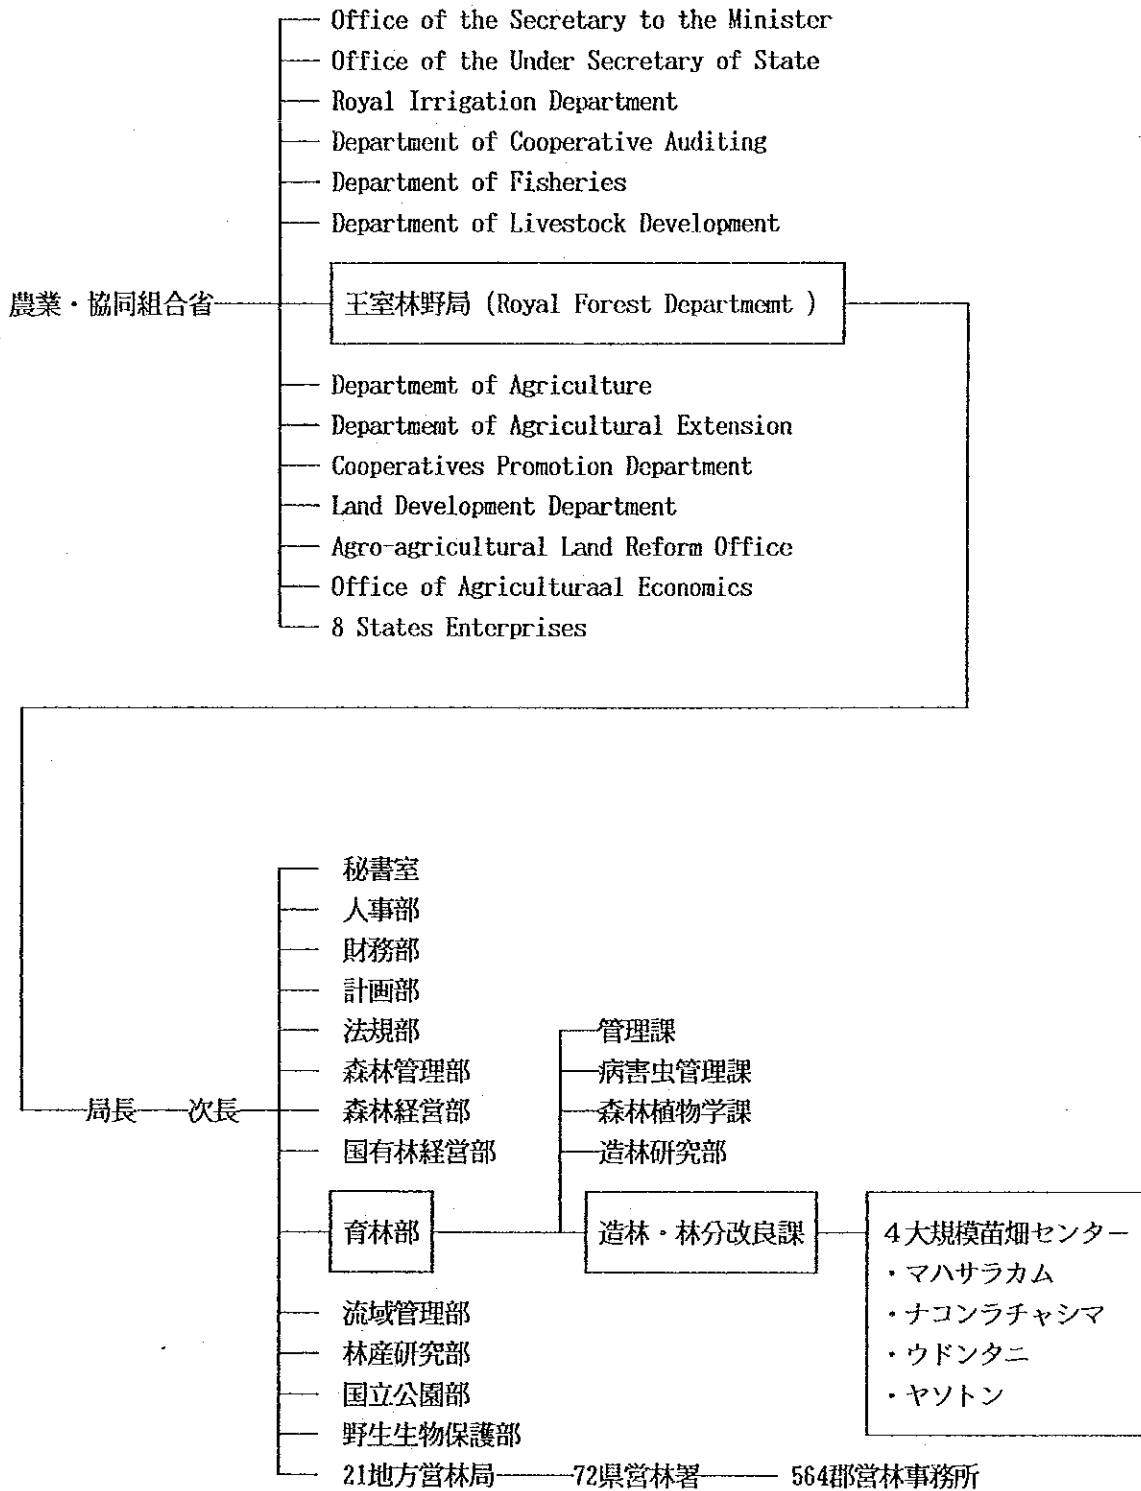 Office of the Secretary to the Minister
Office of the Under Secretary of State
Royal Irrigation Department
Department of Cooperative Auditing
Department of Fisheries
Department of Livestock Development
農業・協同組合省
王室林野局 (Royal Forest Departmemt )
Departmemt of Agriculture
Departmemt of Agricultural Extension
Cooperatives Promotion Department
Land Development Department
Agro-agricultural Land Reform Office
Office of Agricalturaal Economics
8 States Enterprises
秘書室
人事部
財務部
計画部
法規部
管理課
森林管理部
病害虫管理課
局長 次長
森林経営部
森林植物学課
国有林経営部
造林研究部
育林部
造林・林分改良課
4大規模苗畑センター
・マハサラカム
・ナコンラチャシマ
・ウドンタニ
・ヤソトン
流域管理部
林産研究部
国立公園部
野生生物保護部
21地方営林局 72県営林署 564郡営林事務所